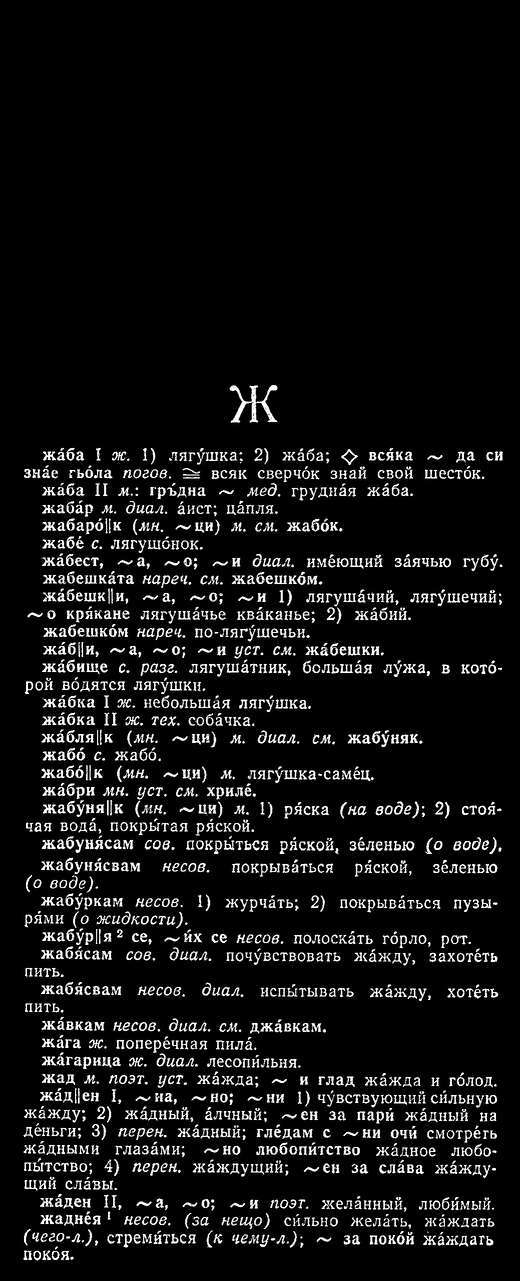 Ж
жа́ба I ж. 1) лягу́шка; 2) жа́ба; ◇ вся́ка ~ да си
зна́е гьо́ла погов. ≅ всяк сверчо́к знай свой шесто́к.
жа́ба II м.: гръ́дна ~ мед. грудна́я жа́ба.
жаба́р м. диал. а́ист; ца́пля.
жабаро́||к (мн. ~ци) м. см. жабо́к.
жабе́ с. лягушо́нок.
жа́бест, ~а, ~о; ~и диал. име́ющий за́ячью губу́.
жабешка́та нареч. см. жабешко́м.
жа́бешк||и, ~а, ~о; ~и 1) лягуша́чий, лягу́шечий;
~о кря́кане лягуша́чье ква́канье; 2) жа́бий.
жабешко́м нареч. по-лягу́шечьи.
жа́б||и, ~а, ~о; ~и уст. см. жа́бешки.
жа́бище с. разг. лягуша́тник, больша́я лу́жа, в кото́-
рой во́дятся лягу́шки.
жа́бка I ж. небольша́я лягу́шка.
жа́бка II ж. тех. соба́чка.
жа́бля||к (мн. ~ци) м. диал. см. жабу́няк.
жабо́ с. жабо́.
жабо́||к (мн. ~ци) м. лягу́шка-саме́ц.
жа́бри мн. уст. см. хриле́.
жабу́ня||к (мн. ~ци) м. 1) ря́ска (на воде); 2) стоя́-
чая вода́, покры́тая ря́ской.
жабуня́сам сов. покры́ться ря́ской, зе́ленью (о воде),
жабуня́свам несов. покрыва́ться ря́ской, зе́ленью
(о воде).
жабу́ркам несов. 1) журча́ть; 2) покрыва́ться пузы-
ря́ми (о жидкости).
жабу́р||я ² се, ~и́х се несов. полоска́ть го́рло, рот.
жабя́сам сов. диал. почу́вствовать жа́жду, захоте́ть
пить.
жабя́свам несов. диал. испы́тывать жа́жду, хоте́ть
пить.
жа́вкам несов. диал. см. джа́вкам.
жа́га ж. попере́чная пила́.
жа́гарица ж. диал. лесопи́льня.
жад м. поэт. уст. жа́жда; ~ и глад жа́жда и го́лод.
жа́д||ен I, ~на, ~но; ~ни 1) чу́вствующий си́льную
жа́жду; 2) жа́дный, а́лчный; ~ен за пари́ жа́дный на
де́ньги; 3) перен. жа́дный; гле́дам с ~ни очи́ смотре́ть
жа́дными глаза́ми; ~но любопи́тство жа́дное любо-
пы́тство; 4) перен. жа́ждущий; ~ен за сла́ва жа́жду-
щий сла́вы.
жа́ден II, ~а, ~о; ~и поэт. жела́нный, люби́мый.
жадне́я ¹ несов. (за нещо) си́льно жела́ть, жа́ждать
(чего-л.), стреми́ться (к чему-л.); ~ за поко́й жа́ждать
поко́я.